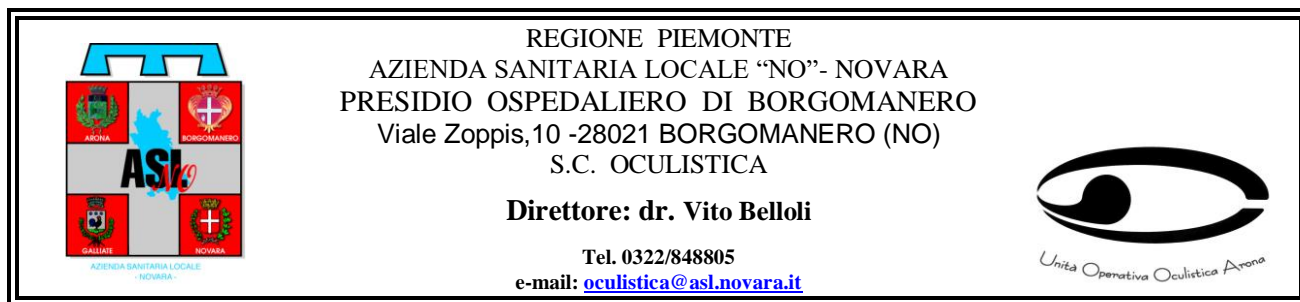 REGIONE PIEMONTE
AZIENDA SANITARIA LOCALE “NO”- NOVARA
PRESIDIO OSPEDALIERO DI BORGOMANERO
Viale Zoppis,10 -28021 BORGOMANERO (NO)
S.C. OCULISTICA
Direttore: dr. Vito Belloli
Tel. 0322/848805
e-mail: oculistica@asl.novara.it
ARONA
BORGOMANERO
ASL NO
GALLIATE
NOVARA
AZIENDA SANITARIA LOCALE
- NOVARA -
Unità Operativa Oculistica Arona